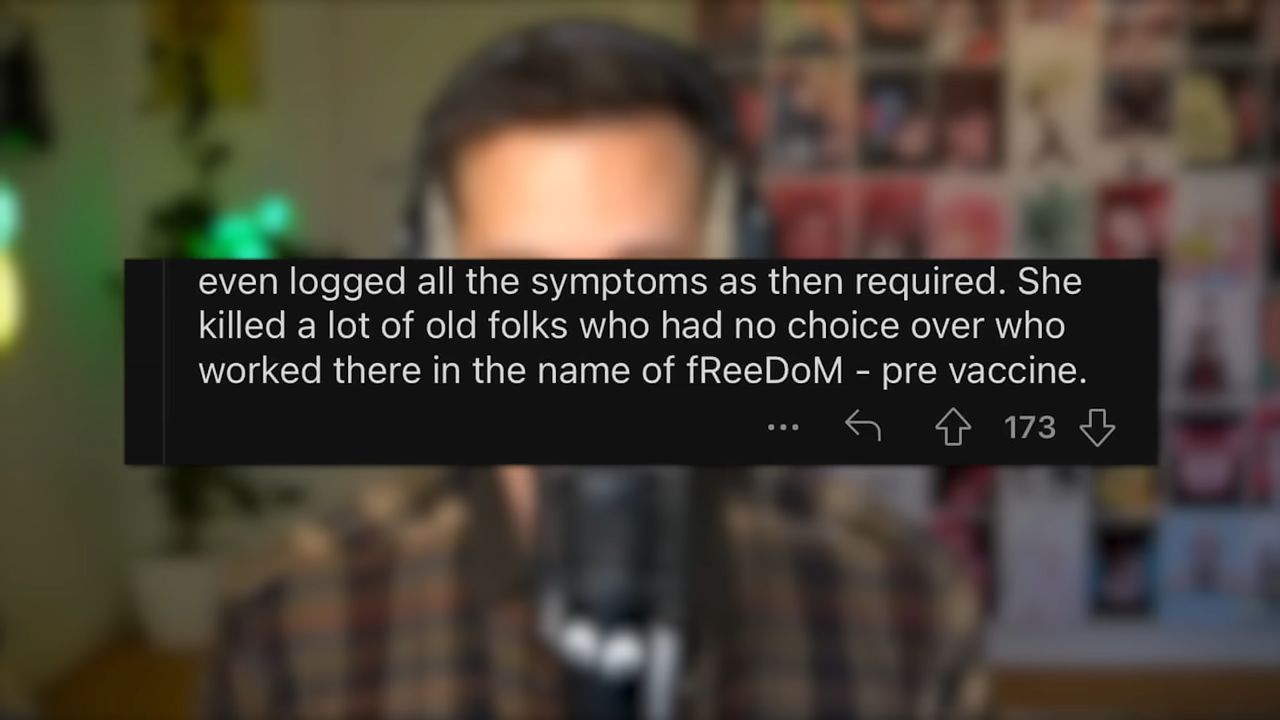 even logged all the symptoms as then required. She
killed a lot of old folks who had no choice over who
worked there in the name of fReeDoM - pre vaccine.
173